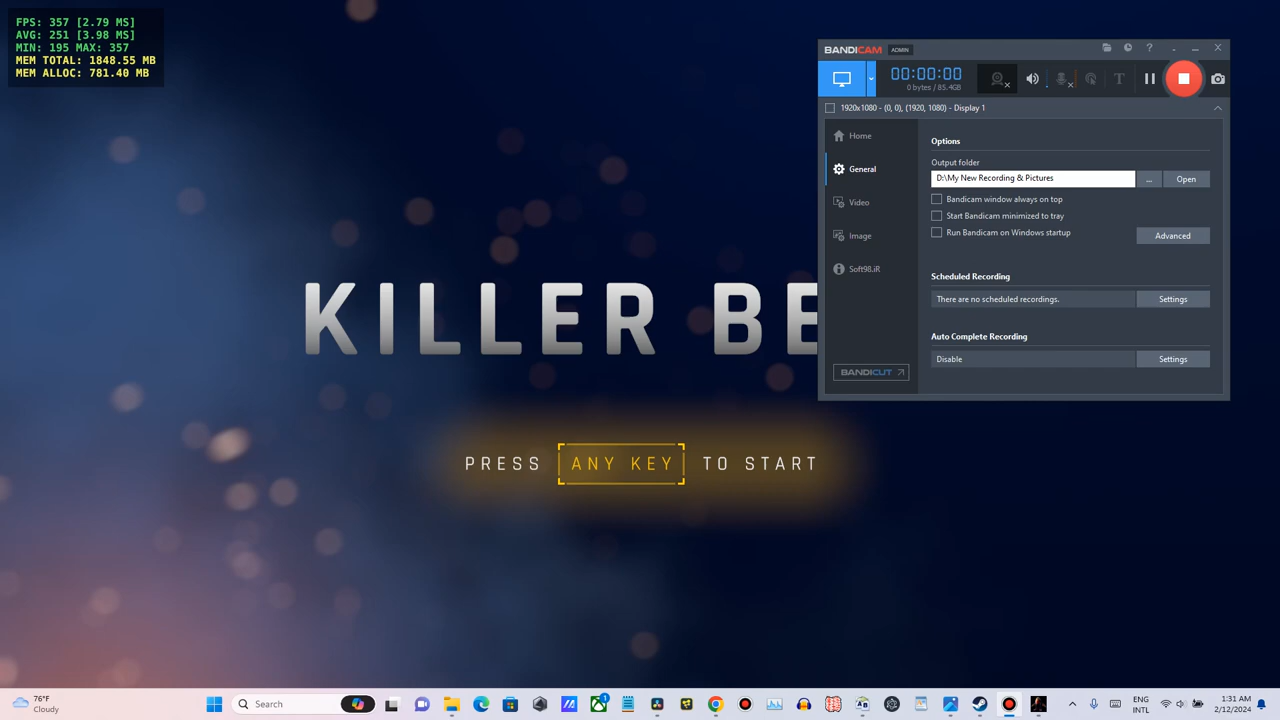 FPS: 357 [2.79 MS]
AVG: 251 [3.98 MS]
MIN: 195 MAX: 357
MEM TOTAL: 1848.55 MB
MEM ALLOC: 781.40 MB
BANDICAM ADMIN
?
00:00:00
0 bytes / 85.4GB
T
1920x1080 - (0, 0), (1920, 1080) - Display 1
Home
General
Video
Image
Soft98.iR
BANDICUT
Options
Output folder
D:\My New Recording & Pictures
... Open
Bandicam window always on top
Start Bandicam minimized to tray
Run Bandicam on Windows startup
Advanced
Scheduled Recording
There are no scheduled recordings. Settings
Auto Complete Recording
Disable Settings
KILLER BE
PRESS ANY KEY TO START
76°F
Cloudy
Search
1
ENG
INTL
1:31 AM
2/12/2024